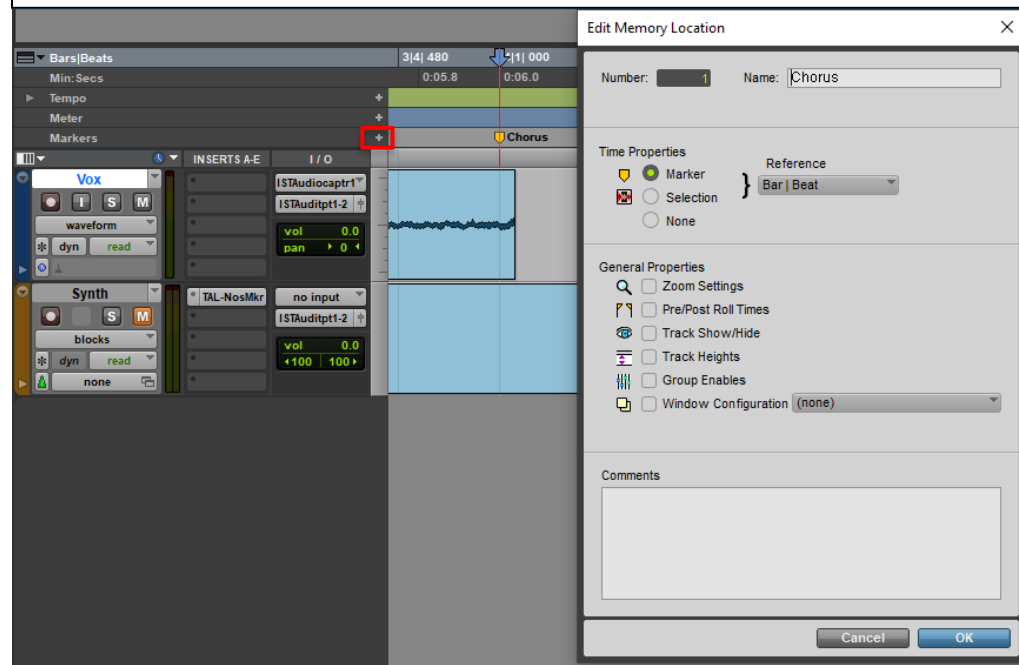 Edit Memory Location
Bars|Beats
3|4| 480
|1| 000
Min:Secs
0:05.8
0:06.0
Tempo
Meter
Markers
Chorus
Number: 1
Name: Chorus
Time Properties
Marker
Selection
None
Reference
Bar | Beat
INSERTS A-E
I / O
Vox
I S M
waveform
dyn read
ISTAudiocaptr1
ISTAuditpt1-2
vol 0.0
pan 0
Synth
S M
blocks
dyn read
none
TAL-NosMkr
no input
ISTAuditpt1-2
vol 0.0
100 100
General Properties
Zoom Settings
Pre/Post Roll Times
Track Show/Hide
Track Heights
Group Enables
Window Configuration (none)
Comments
Cancel OK